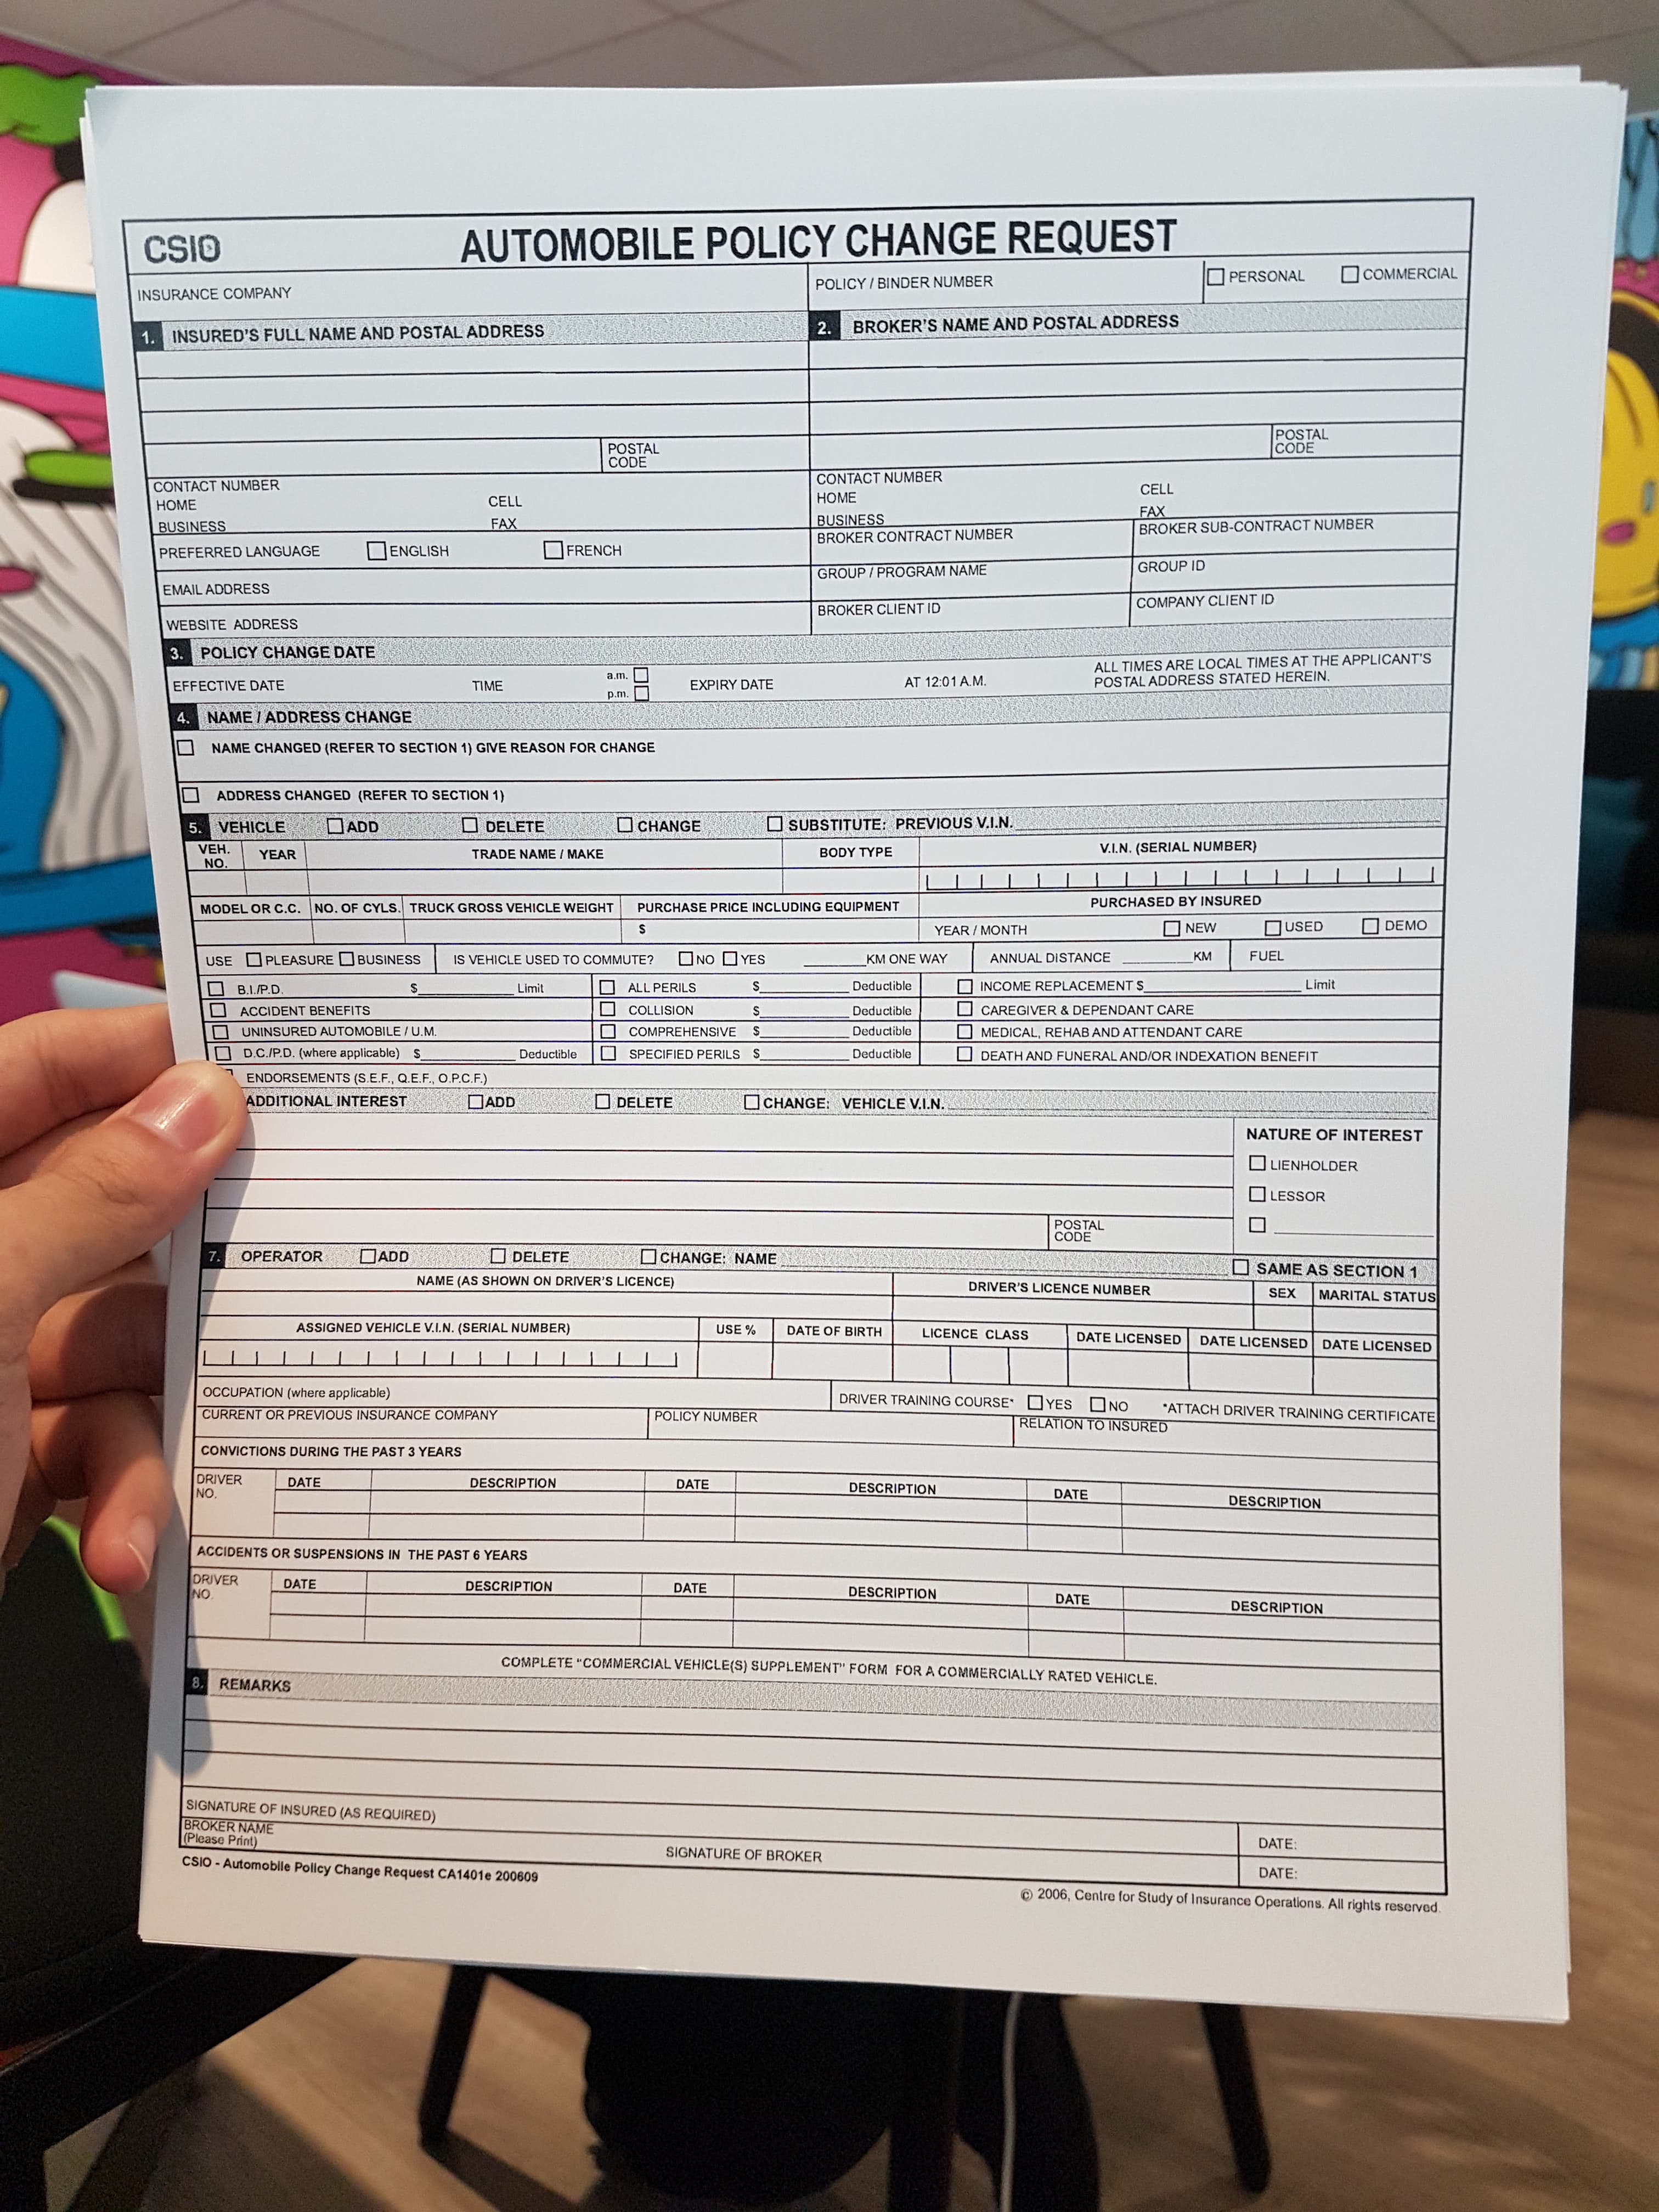 CSIO AUTOMOBILE POLICY CHANGE REQUEST
INSURANCE COMPANY
POLICY / BINDER NUMBER
PERSONAL COMMERCIAL
1. INSURED'S FULL NAME AND POSTAL ADDRESS
2. BROKER'S NAME AND POSTAL ADDRESS
POSTAL
CODE
POSTAL
CODE
CONTACT NUMBER
HOME CELL
BUSINESS FAX
CONTACT NUMBER
HOME CELL
BUSINESS FAX
PREFERRED LANGUAGE ENGLISH FRENCH
BROKER CONTRACT NUMBER BROKER SUB-CONTRACT NUMBER
EMAIL ADDRESS
GROUP / PROGRAM NAME GROUP ID
WEBSITE ADDRESS
BROKER CLIENT ID COMPANY CLIENT ID
3. POLICY CHANGE DATE
EFFECTIVE DATE TIME a.m. p.m. EXPIRY DATE AT 12:01 A.M.
ALL TIMES ARE LOCAL TIMES AT THE APPLICANT'S
POSTAL ADDRESS STATED HEREIN.
4. NAME / ADDRESS CHANGE
NAME CHANGED (REFER TO SECTION 1) GIVE REASON FOR CHANGE
ADDRESS CHANGED (REFER TO SECTION 1)
5. VEHICLE ADD DELETE CHANGE SUBSTITUTE: PREVIOUS V.I.N.
VEH. NO. YEAR TRADE NAME / MAKE BODY TYPE V.I.N. (SERIAL NUMBER)
MODEL OR C.C. NO. OF CYLS. TRUCK GROSS VEHICLE WEIGHT PURCHASE PRICE INCLUDING EQUIPMENT PURCHASED BY INSURED
$ YEAR / MONTH NEW USED DEMO
USE PLEASURE BUSINESS IS VEHICLE USED TO COMMUTE? NO YES KM ONE WAY ANNUAL DISTANCE KM FUEL
B.I./P.D. $ Limit ALL PERILS $ Deductible INCOME REPLACEMENT $ Limit
ACCIDENT BENEFITS COLLISION $ Deductible CAREGIVER & DEPENDANT CARE
UNINSURED AUTOMOBILE / U.M. COMPREHENSIVE $ Deductible MEDICAL, REHAB AND ATTENDANT CARE
D.C./P.D. (where applicable) $ Deductible SPECIFIED PERILS $ Deductible DEATH AND FUNERAL AND/OR INDEXATION BENEFIT
ENDORSEMENTS (S.E.F., Q.E.F., O.P.C.F.)
ADDITIONAL INTEREST ADD DELETE CHANGE: VEHICLE V.I.N.
NATURE OF INTEREST
LIENHOLDER
LESSOR
POSTAL
CODE
7. OPERATOR ADD DELETE CHANGE: NAME SAME AS SECTION 1
NAME (AS SHOWN ON DRIVER'S LICENCE) DRIVER'S LICENCE NUMBER SEX MARITAL STATUS
ASSIGNED VEHICLE V.I.N. (SERIAL NUMBER) USE % DATE OF BIRTH LICENCE CLASS DATE LICENSED DATE LICENSED DATE LICENSED
OCCUPATION (where applicable) DRIVER TRAINING COURSE* YES NO *ATTACH DRIVER TRAINING CERTIFICATE
CURRENT OR PREVIOUS INSURANCE COMPANY POLICY NUMBER RELATION TO INSURED
CONVICTIONS DURING THE PAST 3 YEARS
DRIVER NO. DATE DESCRIPTION DATE DESCRIPTION DATE DESCRIPTION
ACCIDENTS OR SUSPENSIONS IN THE PAST 6 YEARS
DRIVER NO. DATE DESCRIPTION DATE DESCRIPTION DATE DESCRIPTION
COMPLETE "COMMERCIAL VEHICLE(S) SUPPLEMENT" FORM FOR A COMMERCIALLY RATED VEHICLE.
8. REMARKS
SIGNATURE OF INSURED (AS REQUIRED) DATE:
BROKER NAME
(Please Print) SIGNATURE OF BROKER DATE:
CSIO - Automobile Policy Change Request CA1401e 200609
© 2006, Centre for Study of Insurance Operations. All rights reserved.